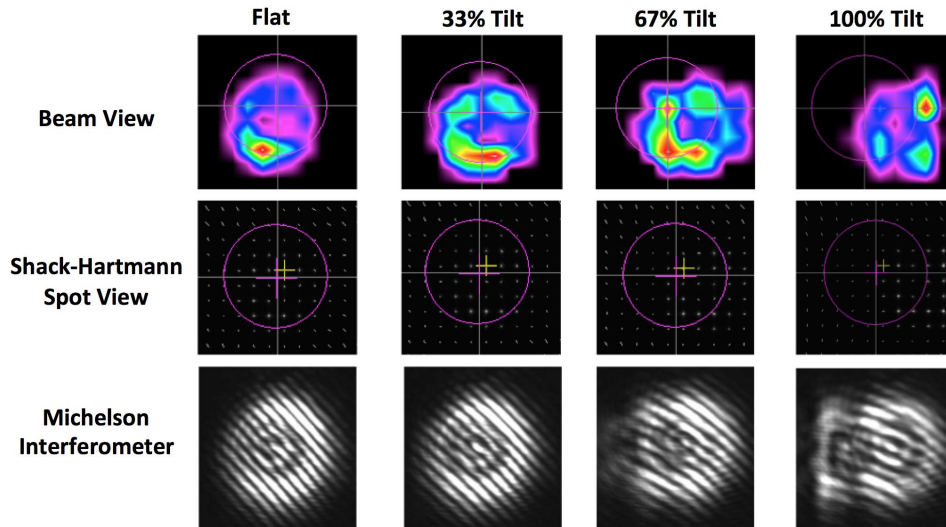 Flat 33% Tilt 67% Tilt 100% Tilt
Beam View
Shack-Hartmann
Spot View
Michelson
Interferometer